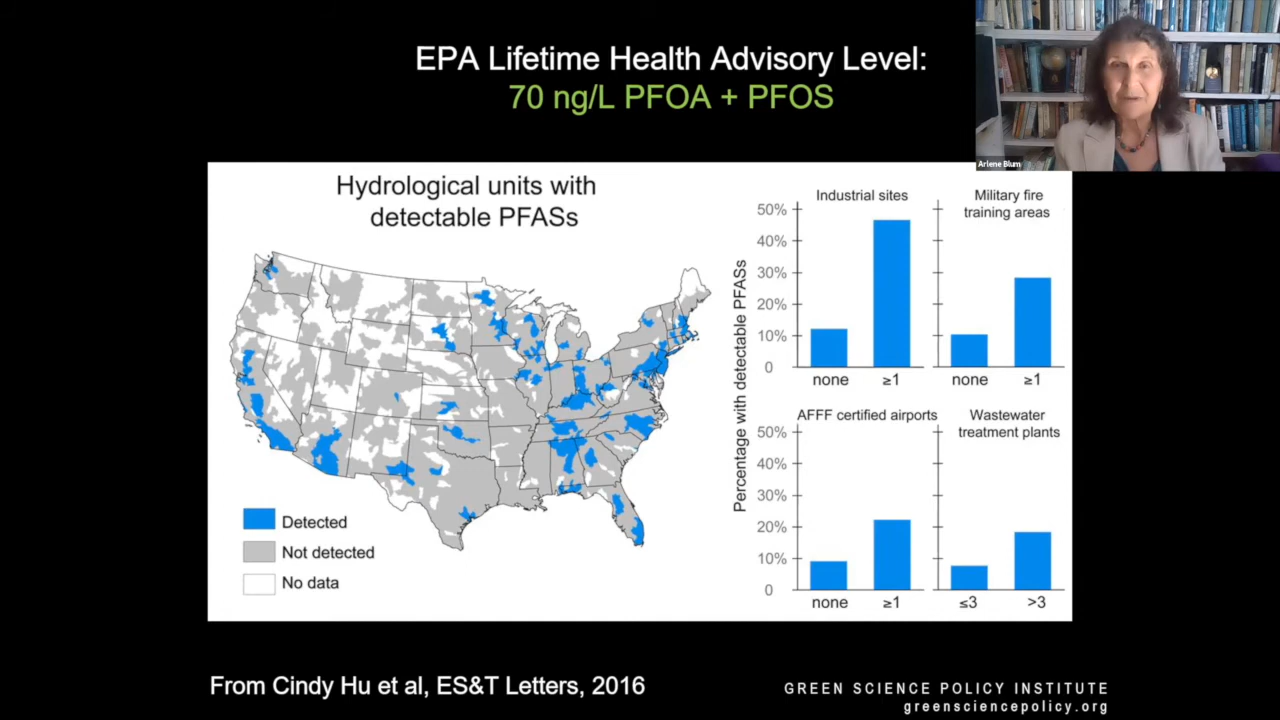 EPA Lifetime Health Advisory Level:
70 ng/L PFOA + PFOS
Arlene Blum
Hydrological units with
detectable PFASs
Detected
Not detected
No data
Percentage with detectable PFASs
Industrial sites
50%
40%
30%
20%
10%
0
none
≥1
Military fire
training areas
none
≥1
AFFF certified airports
50%
40%
30%
20%
10%
0
none
≥1
Wastewater
treatment plants
≤3
>3
From Cindy Hu et al, ES&T Letters, 2016
GREEN SCIENCE POLICY INSTITUTE
greensciencepolicy.org